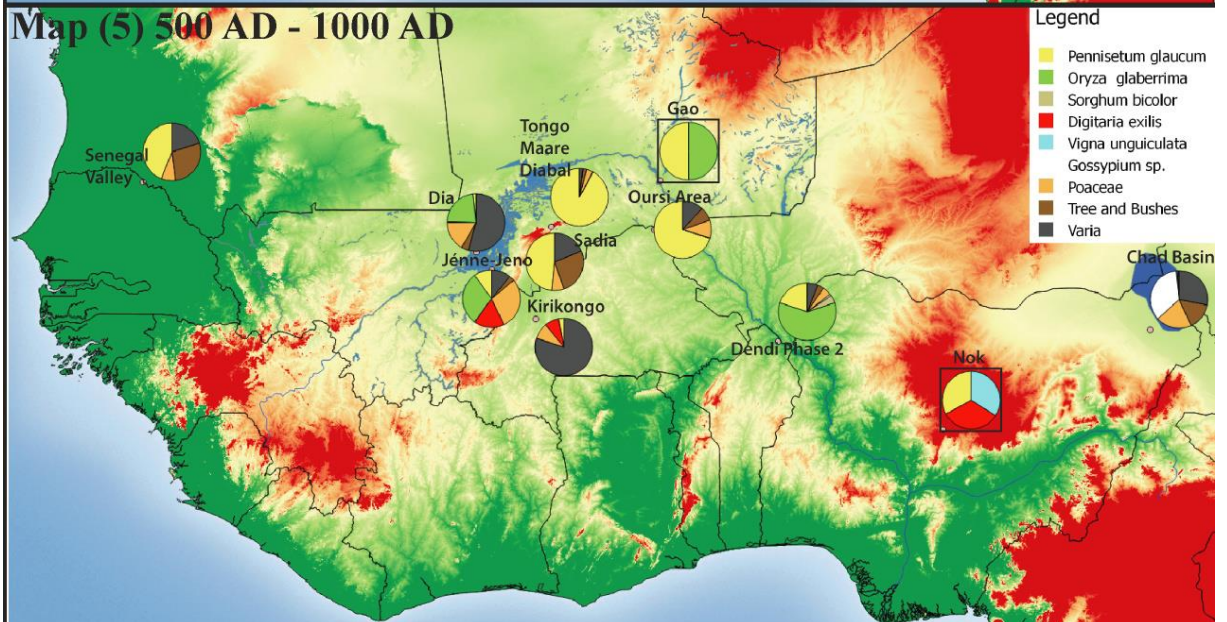 Map (5) 500 AD - 1000 AD
Legend
Pennisetum glaucum
Oryza glaberrima
Sorghum bicolor
Digitaria exilis
Vigna unguiculata
Gossypium sp.
Poaceae
Tree and Bushes
Varia
Gao
Tongo
Maare
Diabal
Senegal
Valley
Dia
Oursi Area
Sadia
Jénne-Jeno
Kirikongo
Chad Basin
Dendi Phase 2
Nok